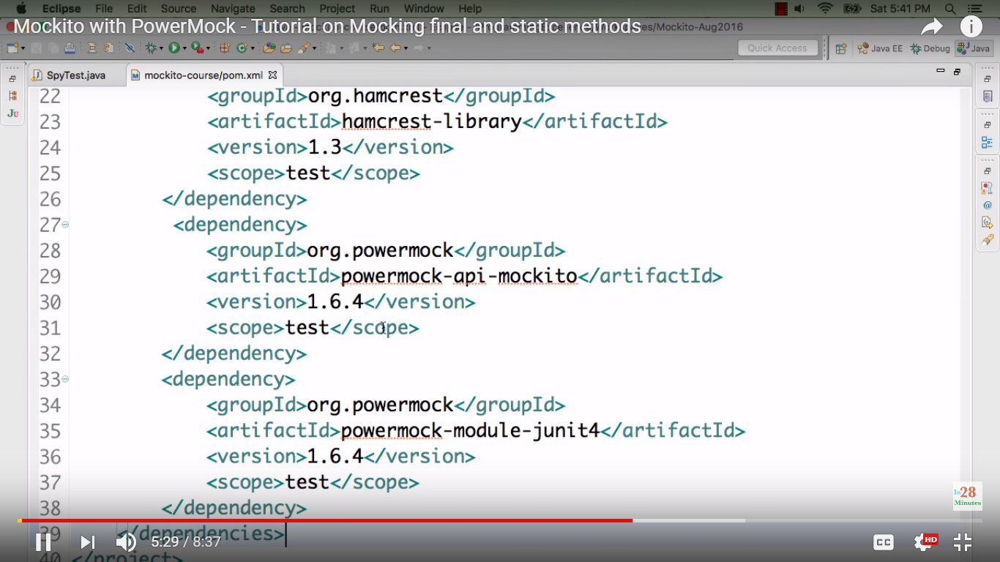 Eclipse File Edit Source Navigate Search Project Run Window Help Sat 5:41 PM
Mockito with PowerMock - Tutorial on Mocking final and static methods es/Mockito-Aug2016
Quick Access Java EE Debug Java
SpyTest.java mockito-course/pom.xml
22 <groupId>org.hamcrest</groupId>
23 <artifactId>hamcrest-library</artifactId>
24 <version>1.3</version>
25 <scope>test</scope>
26 </dependency>
27 <dependency>
28 <groupId>org.powermock</groupId>
29 <artifactId>powermock-api-mockito</artifactId>
30 <version>1.6.4</version>
31 <scope>test</scope>
32 </dependency>
33 <dependency>
34 <groupId>org.powermock</groupId>
35 <artifactId>powermock-module-junit4</artifactId>
36 <version>1.6.4</version>
37 <scope>test</scope>
38 </dependency>
In28
Minutes
39 </dependencies>
5:29 / 8:37 CC HD
40 </project>